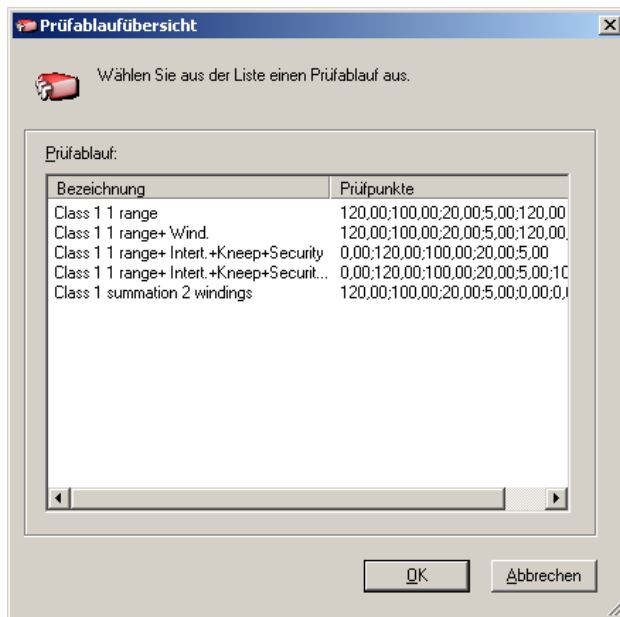 Prüfablaufübersicht
Wählen Sie aus der Liste einen Prüfablauf aus.
Prüfablauf:
Bezeichnung Prüfpunkte
Class 1 1 range 120,00;100,00;20,00;5,00;120,00
Class 1 1 range+ Wind. 120,00;100,00;20,00;5,00;120,00,
Class 1 1 range+ Intert.+Kneep+Security 0,00;120,00;100,00;20,00;5,00
Class 1 1 range+ Intert.+Kneep+Securit... 0,00;120,00;100,00;20,00;5,00;10
Class 1 summation 2 windings 120,00;100,00;20,00;5,00;0,00;0,0
OK Abbrechen